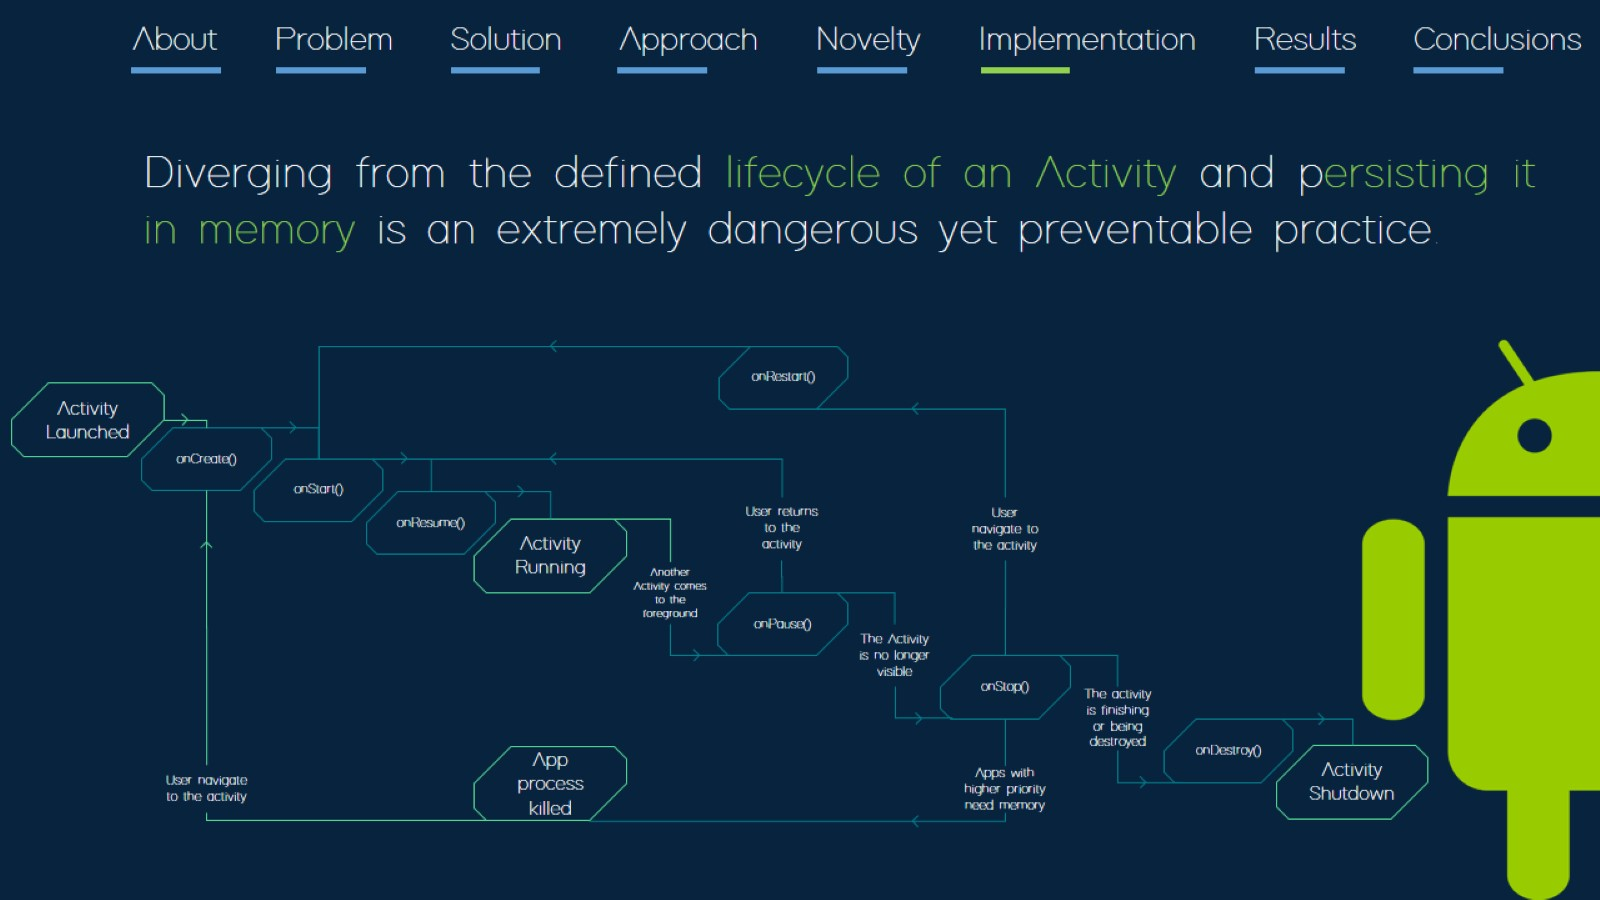 About Problem Solution Approach Novelty Implementation Results Conclusions
Diverging from the defined lifecycle of an Activity and persisting it
in memory is an extremely dangerous yet preventable practice.
onRestart()
Activity
Launched
onCreate()
onStart()
onResume()
Activity
Running
User returns
to the
activity
User
navigate to
the activity
Another
Activity comes
to the
foreground
onPause()
The Activity
is no longer
visible
onStop()
The activity
is finishing
or being
destroyed
onDestroy()
Activity
Shutdown
App
process
killed
User navigate
to the activity
Apps with
higher priority
need memory